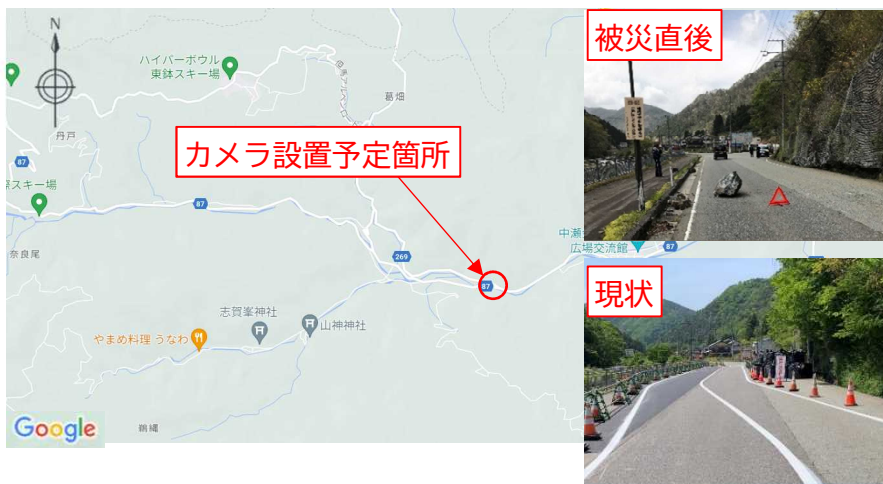 N
ハイパーボウル
東鉢スキー場
葛畑
丹戸
87
スキー場
奈良尾
カメラ設置予定箇所
87
269
87
中瀬
広場交流館
87
志賀峯神社
山神神社
やまめ料理 うなわ
鵜縄
Google
被災直後
現状